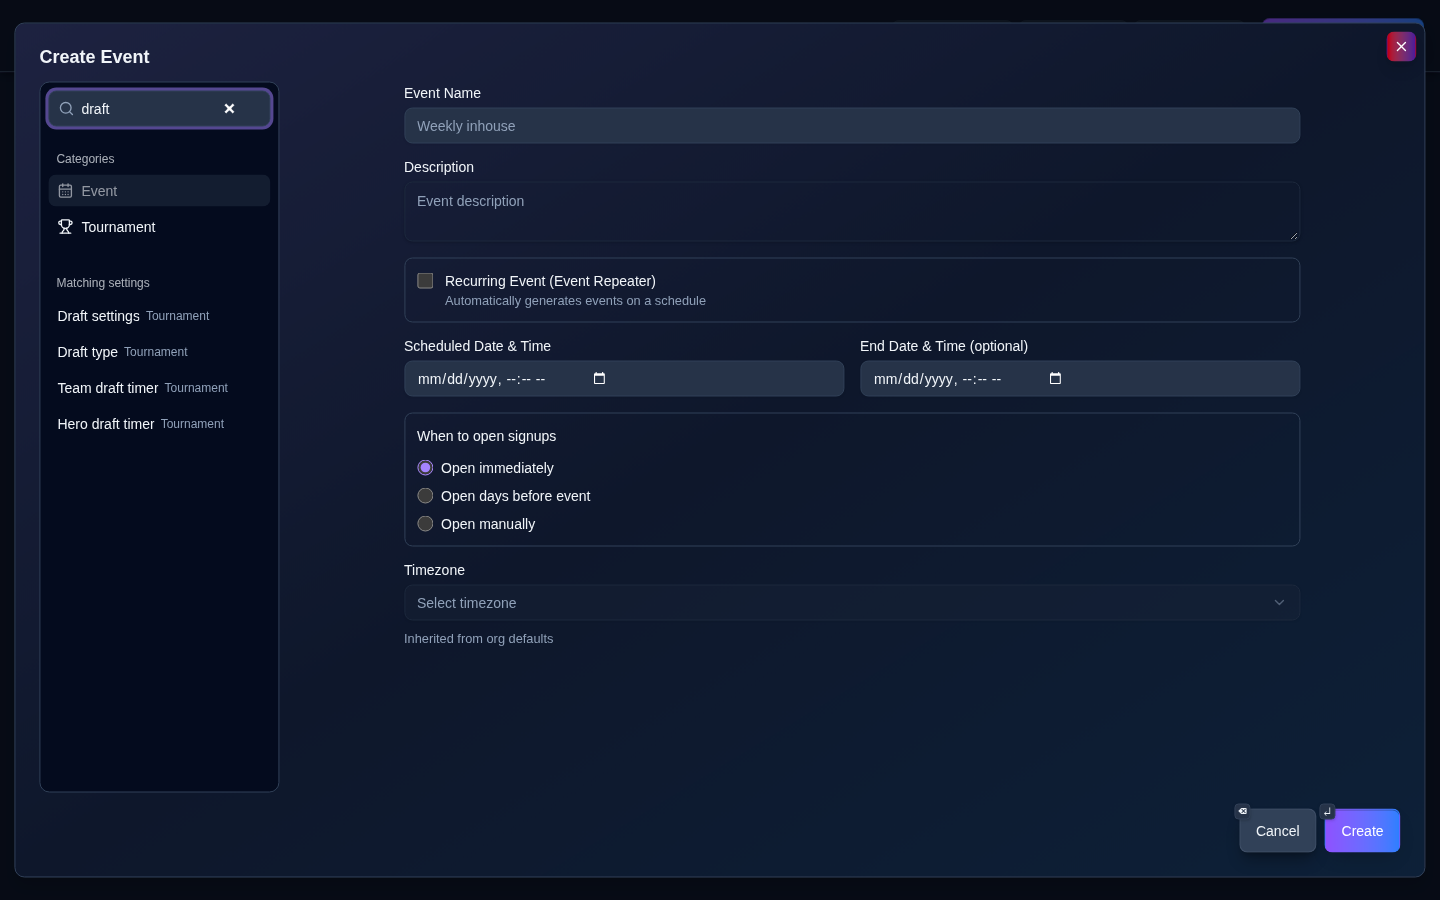 Create Event
draft
Categories
Event
Tournament
Matching settings
Draft settings Tournament
Draft type Tournament
Team draft timer Tournament
Hero draft timer Tournament
Event Name
Weekly inhouse
Description
Event description
Recurring Event (Event Repeater)
Automatically generates events on a schedule
Scheduled Date & Time
mm/dd/yyyy, --:-- --
End Date & Time (optional)
mm/dd/yyyy, --:-- --
When to open signups
Open immediately
Open days before event
Open manually
Timezone
Select timezone
Inherited from org defaults
Cancel
Create